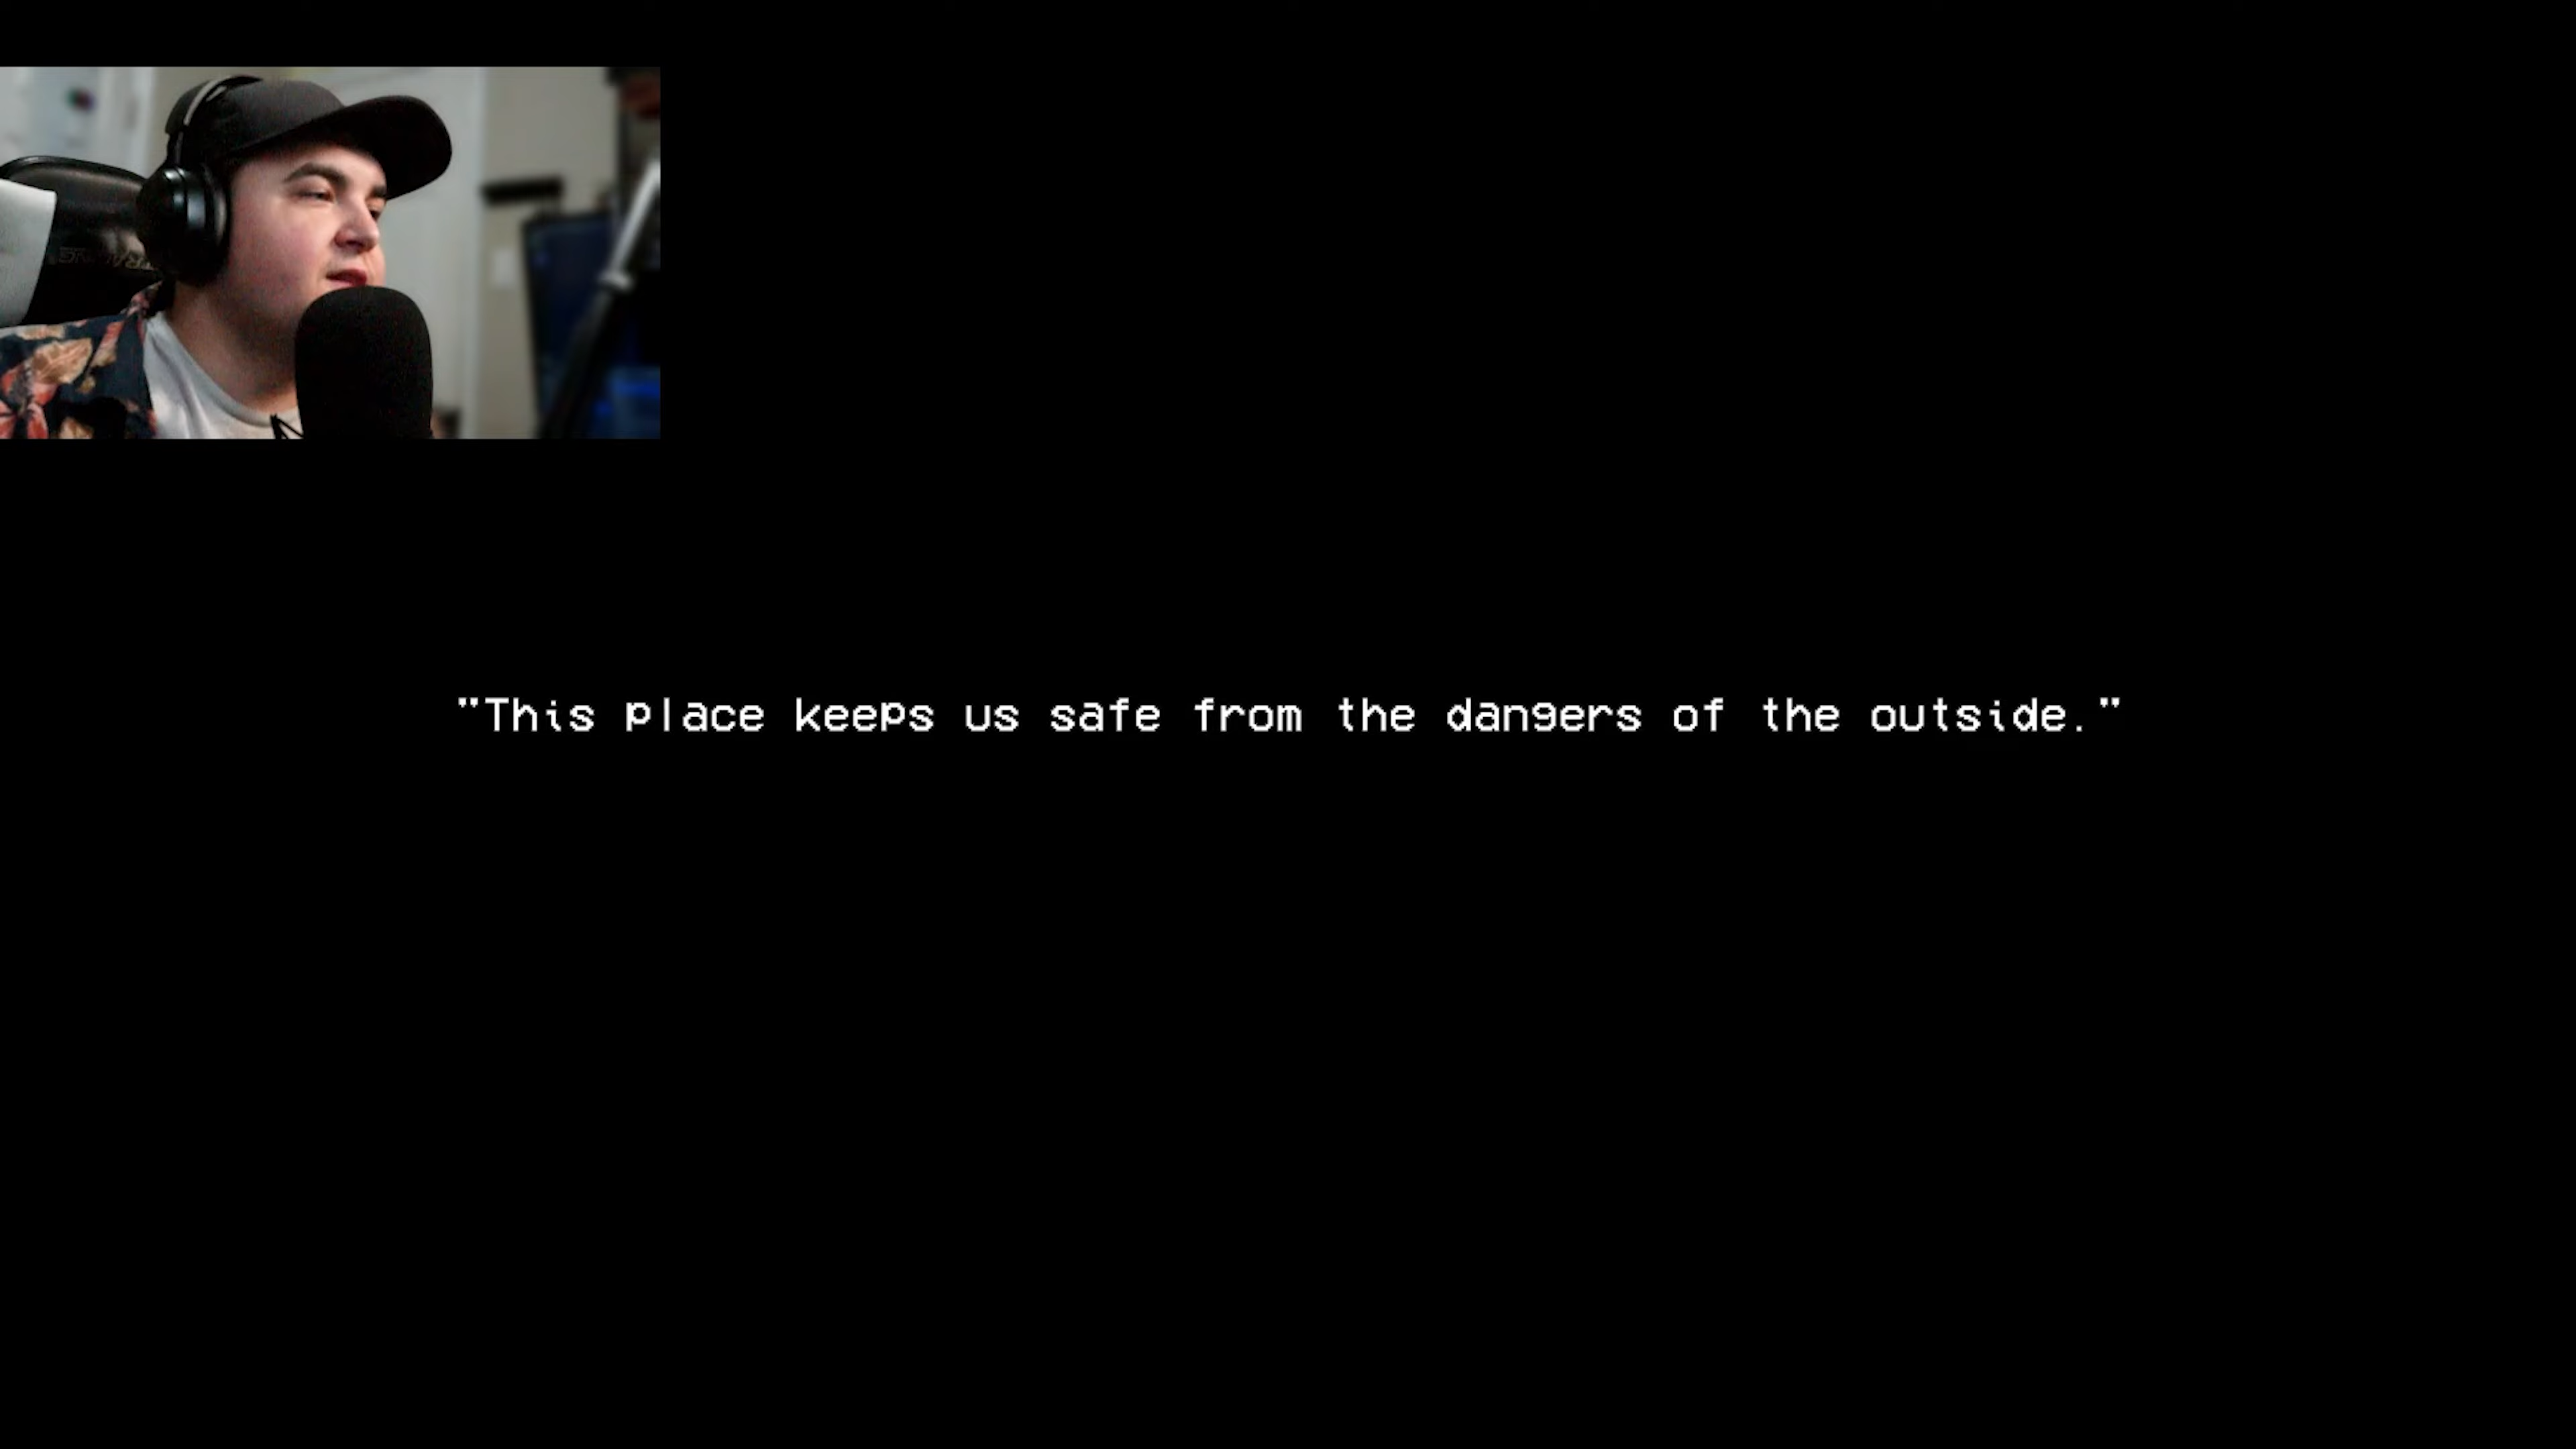 "This place keeps us safe from the dangers of the outside."